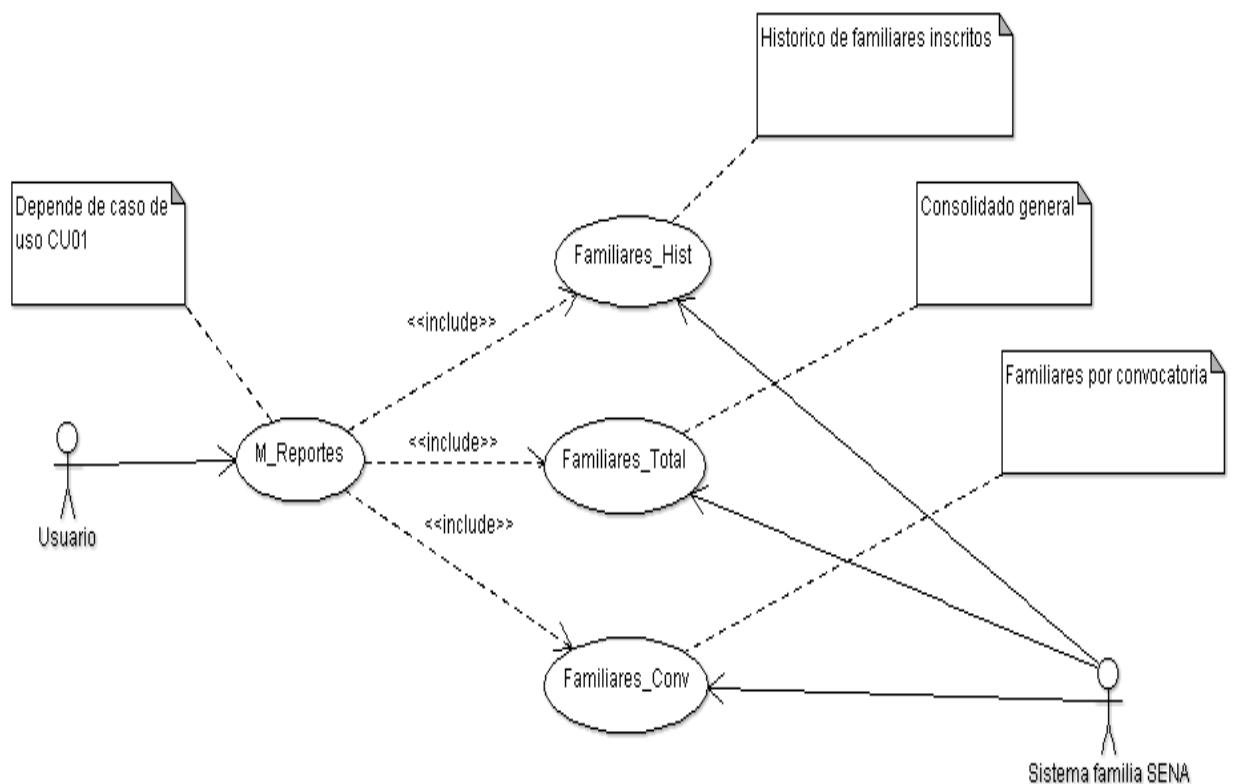 Historico de familiares inscritos
Depende de caso de
uso CU01
Consolidado general
Familiares_Hist
<<include>>
Familiares por convocatoria
M_Reportes
<<include>>
Familiares_Total
<<include>>
Usuario
Familiares_Conv
Sistema familia SENA